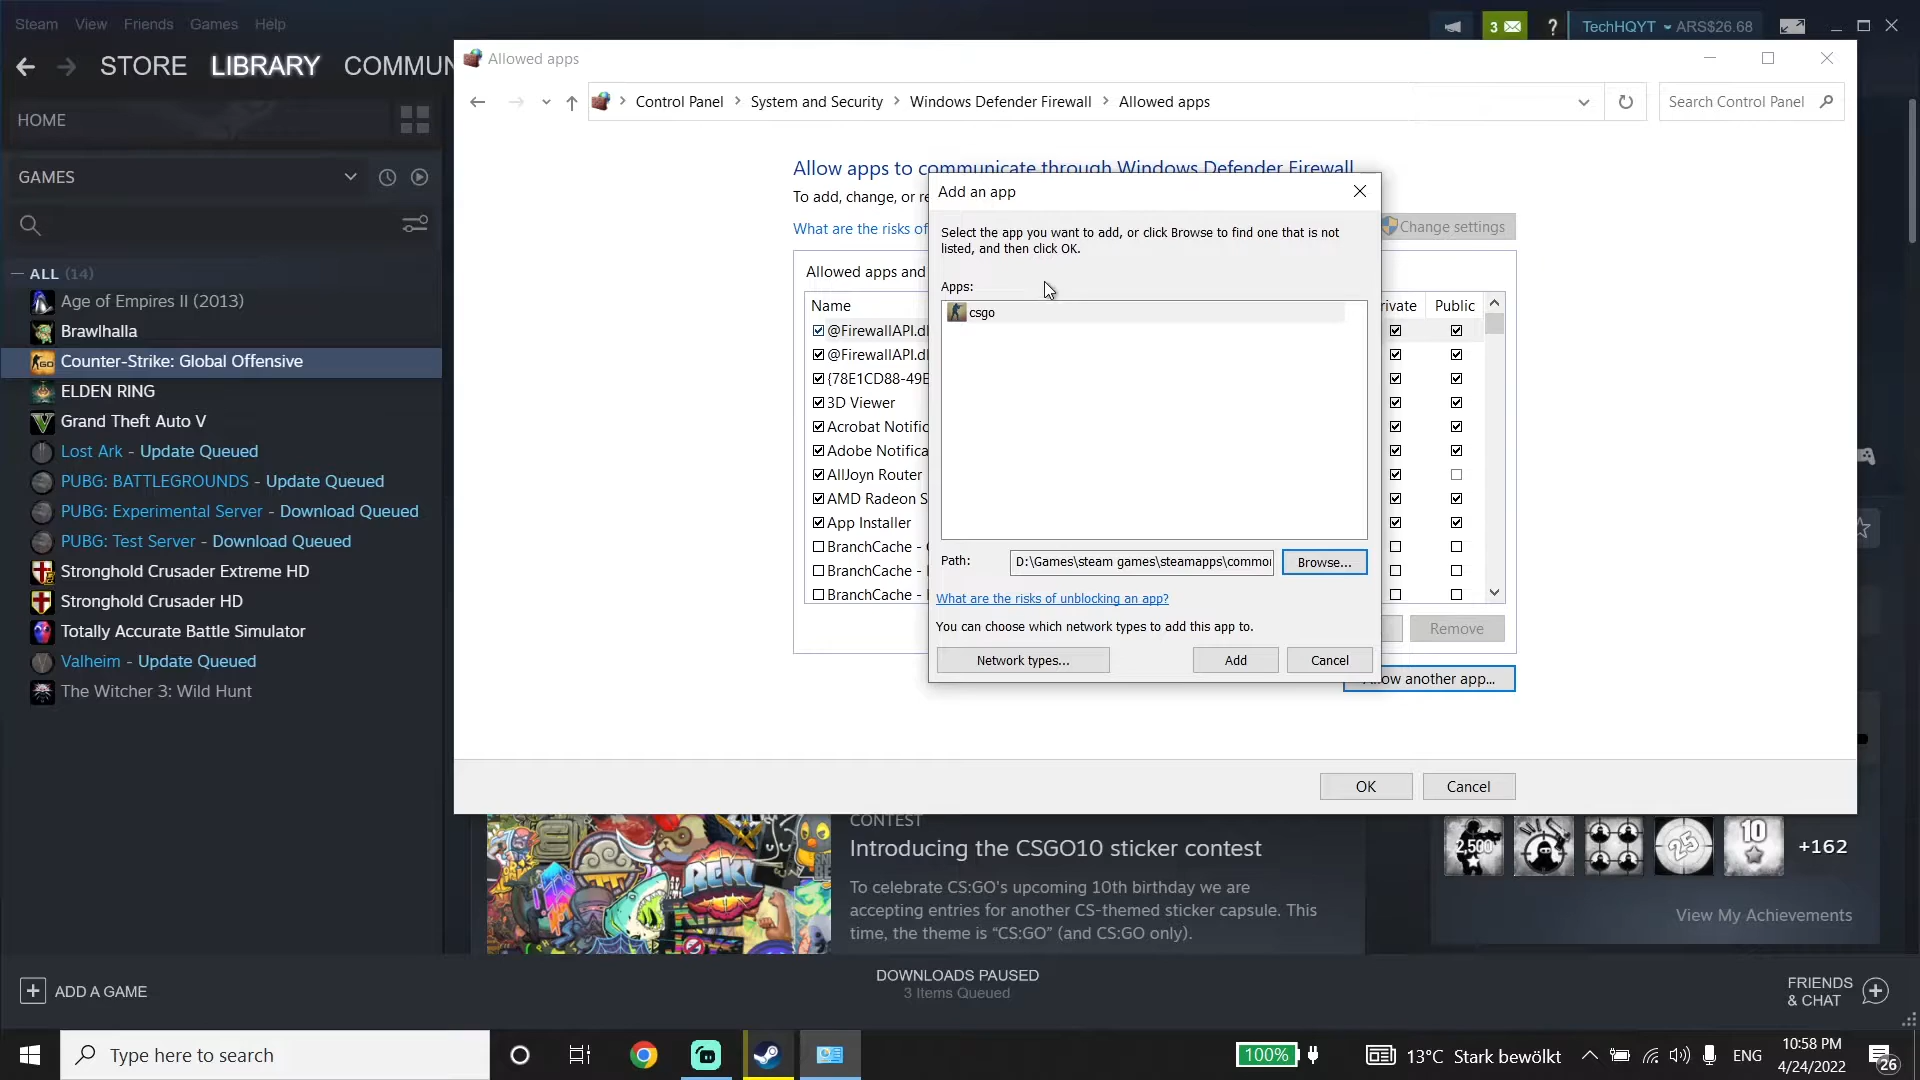 Steam View Friends Games Help
3
?
TechHQYT
ARS$26.68
STORE LIBRARY COMMUN
HOME
GAMES
ALL (14)
Age of Empires II (2013)
Brawlhalla
Counter-Strike: Global Offensive
ELDEN RING
Grand Theft Auto V
Lost Ark - Update Queued
PUBG: BATTLEGROUNDS - Update Queued
PUBG: Experimental Server - Download Queued
PUBG: Test Server - Download Queued
Stronghold Crusader Extreme HD
Stronghold Crusader HD
Totally Accurate Battle Simulator
Valheim - Update Queued
The Witcher 3: Wild Hunt
Allowed apps
Control Panel > System and Security > Windows Defender Firewall > Allowed apps
Search Control Panel
Allow apps to communicate through Windows Defender Firewall
To add, change, or re
What are the risks of
Change settings
Allowed apps and
Name
rivate Public
@FirewallAPI.dl
@FirewallAPI.dl
{78E1CD88-49E
3D Viewer
Acrobat Notific
Adobe Notifica
AllJoyn Router
AMD Radeon S
App Installer
BranchCache -
BranchCache -
BranchCache -
Remove
ow another app...
OK
Cancel
Add an app
Select the app you want to add, or click Browse to find one that is not
listed, and then click OK.
Apps:
csgo
Path:
D:\Games\steam games\steamapps\common
Browse...
What are the risks of unblocking an app?
You can choose which network types to add this app to.
Network types...
Add
Cancel
CONTEST
Introducing the CSGO10 sticker contest
To celebrate CS:GO's upcoming 10th birthday we are
accepting entries for another CS-themed sticker capsule. This
time, the theme is “CS:GO” (and CS:GO only).
REKT
2,500
25
10
+162
View My Achievements
ADD A GAME
DOWNLOADS PAUSED
3 Items Queued
FRIENDS
& CHAT
Type here to search
100%
13°C Stark bewölkt
ENG
10:58 PM
4/24/2022
26